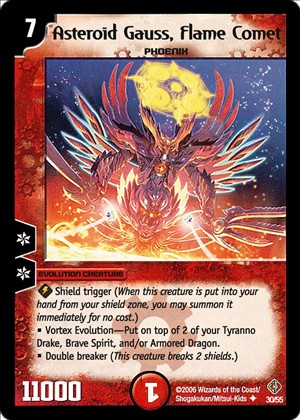 7
Asteroid Gauss, Flame Comet
PHOENIX
EVOLUTION CREATURE
Shield trigger (When this creature is put into your
hand from your shield zone, you may summon it
immediately for no cost.)
▪ Vortex Evolution—Put on top of 2 of your Tyranno
Drake, Brave Spirit, and/or Armored Dragon.
▪ Double breaker (This creature breaks 2 shields.)
11000
1
©2006 Wizards of the Coast/
Shogakukan/Mitsui-Kids
30/55